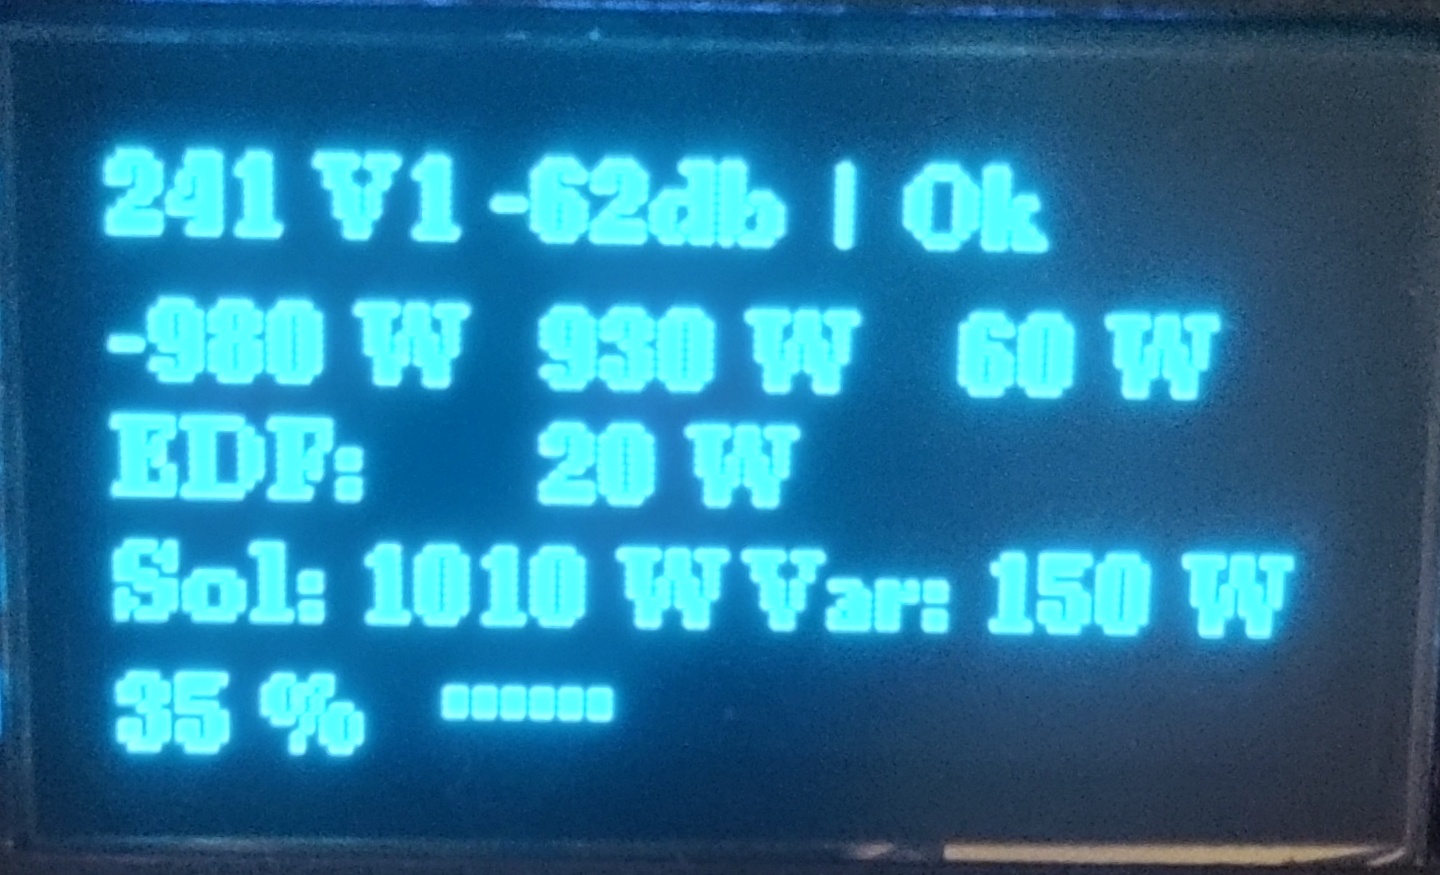 241 V1 -62db | Ok
-980 W 930 W 60 W
EDF: 20 W
Sol: 1010 W Var: 150 W
35 %